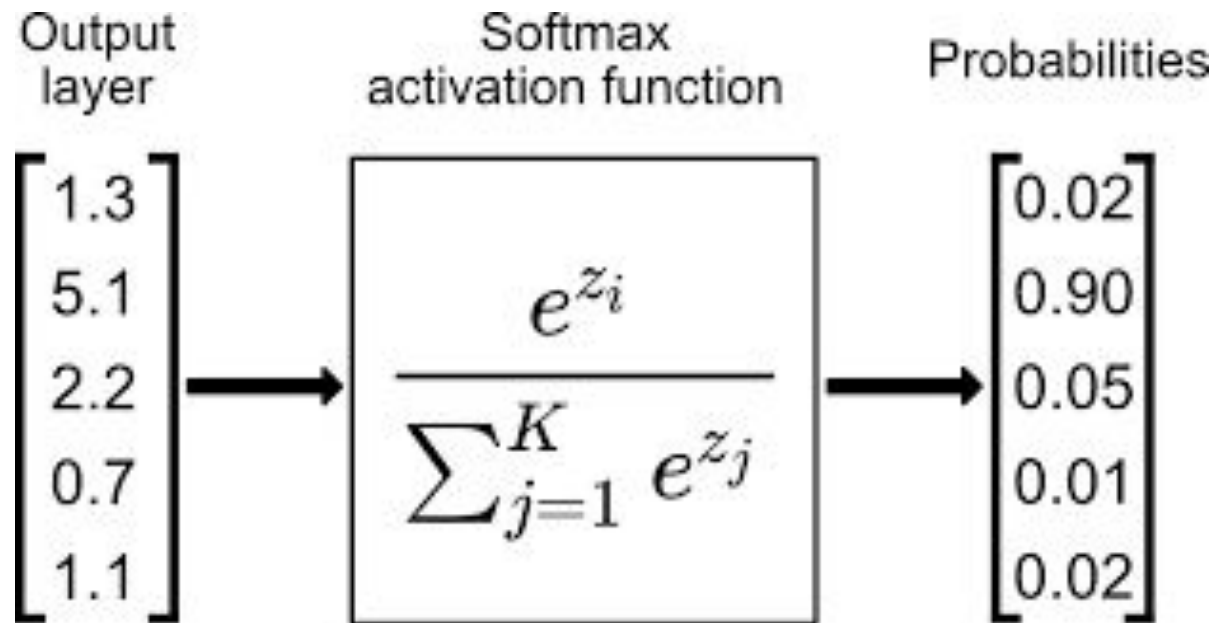 Output
layer
Softmax
activation function
Probabilities
1.3
5.1
2.2
0.7
1.1
e^{z_i}
∑_{j=1}^{K} e^{z_j}
0.02
0.90
0.05
0.01
0.02